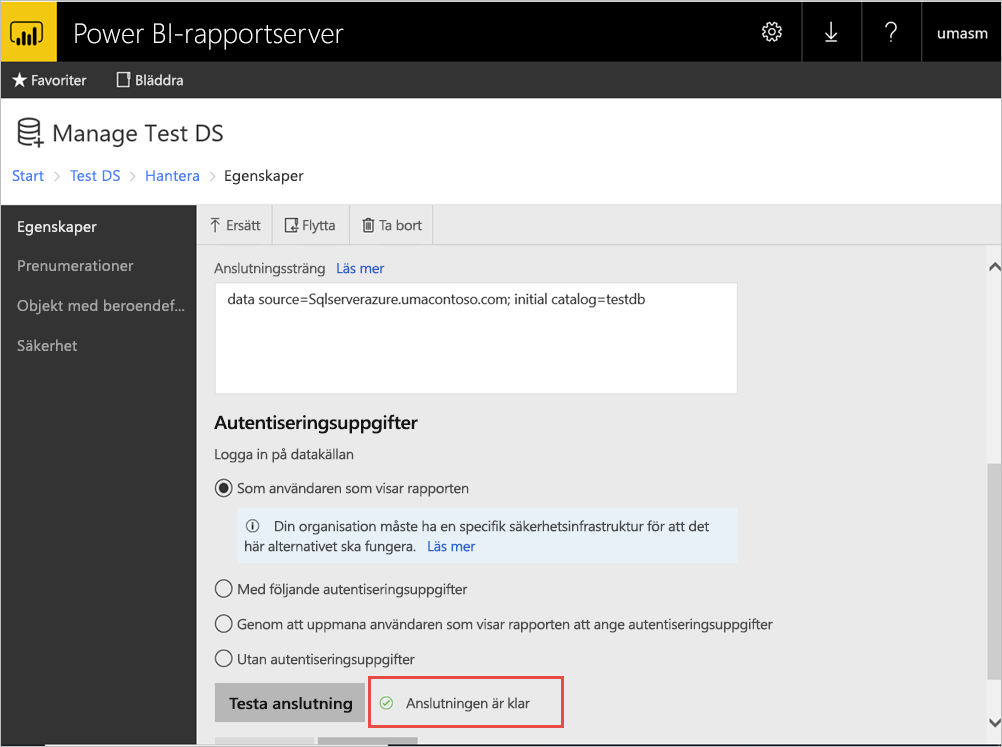 Power BI-rapportserver
?
umasm
Favoriter
Bläddra
Manage Test DS
Start > Test DS > Hantera > Egenskaper
Egenskaper
Prenumerationer
Objekt med beroendef...
Säkerhet
Ersätt
Flytta
Ta bort
Anslutningssträng Läs mer
data source=Sqlserverazure.umacontoso.com; initial catalog=testdb
Autentiseringsuppgifter
Logga in på datakällan
Som användaren som visar rapporten
Din organisation måste ha en specifik säkerhetsinfrastruktur för att det
här alternativet ska fungera. Läs mer
Med följande autentiseringsuppgifter
Genom att uppmana användaren som visar rapporten att ange autentiseringsuppgifter
Utan autentiseringsuppgifter
Testa anslutning
Anslutningen är klar